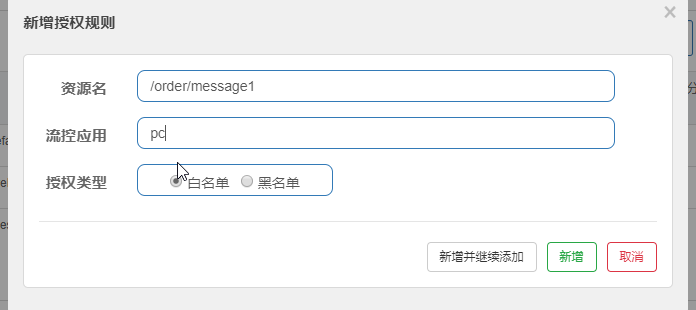 新增授权规则
×
资源名 /order/message1
流控应用 pc
授权类型 白名单 黑名单
新增并继续添加 新增 取消